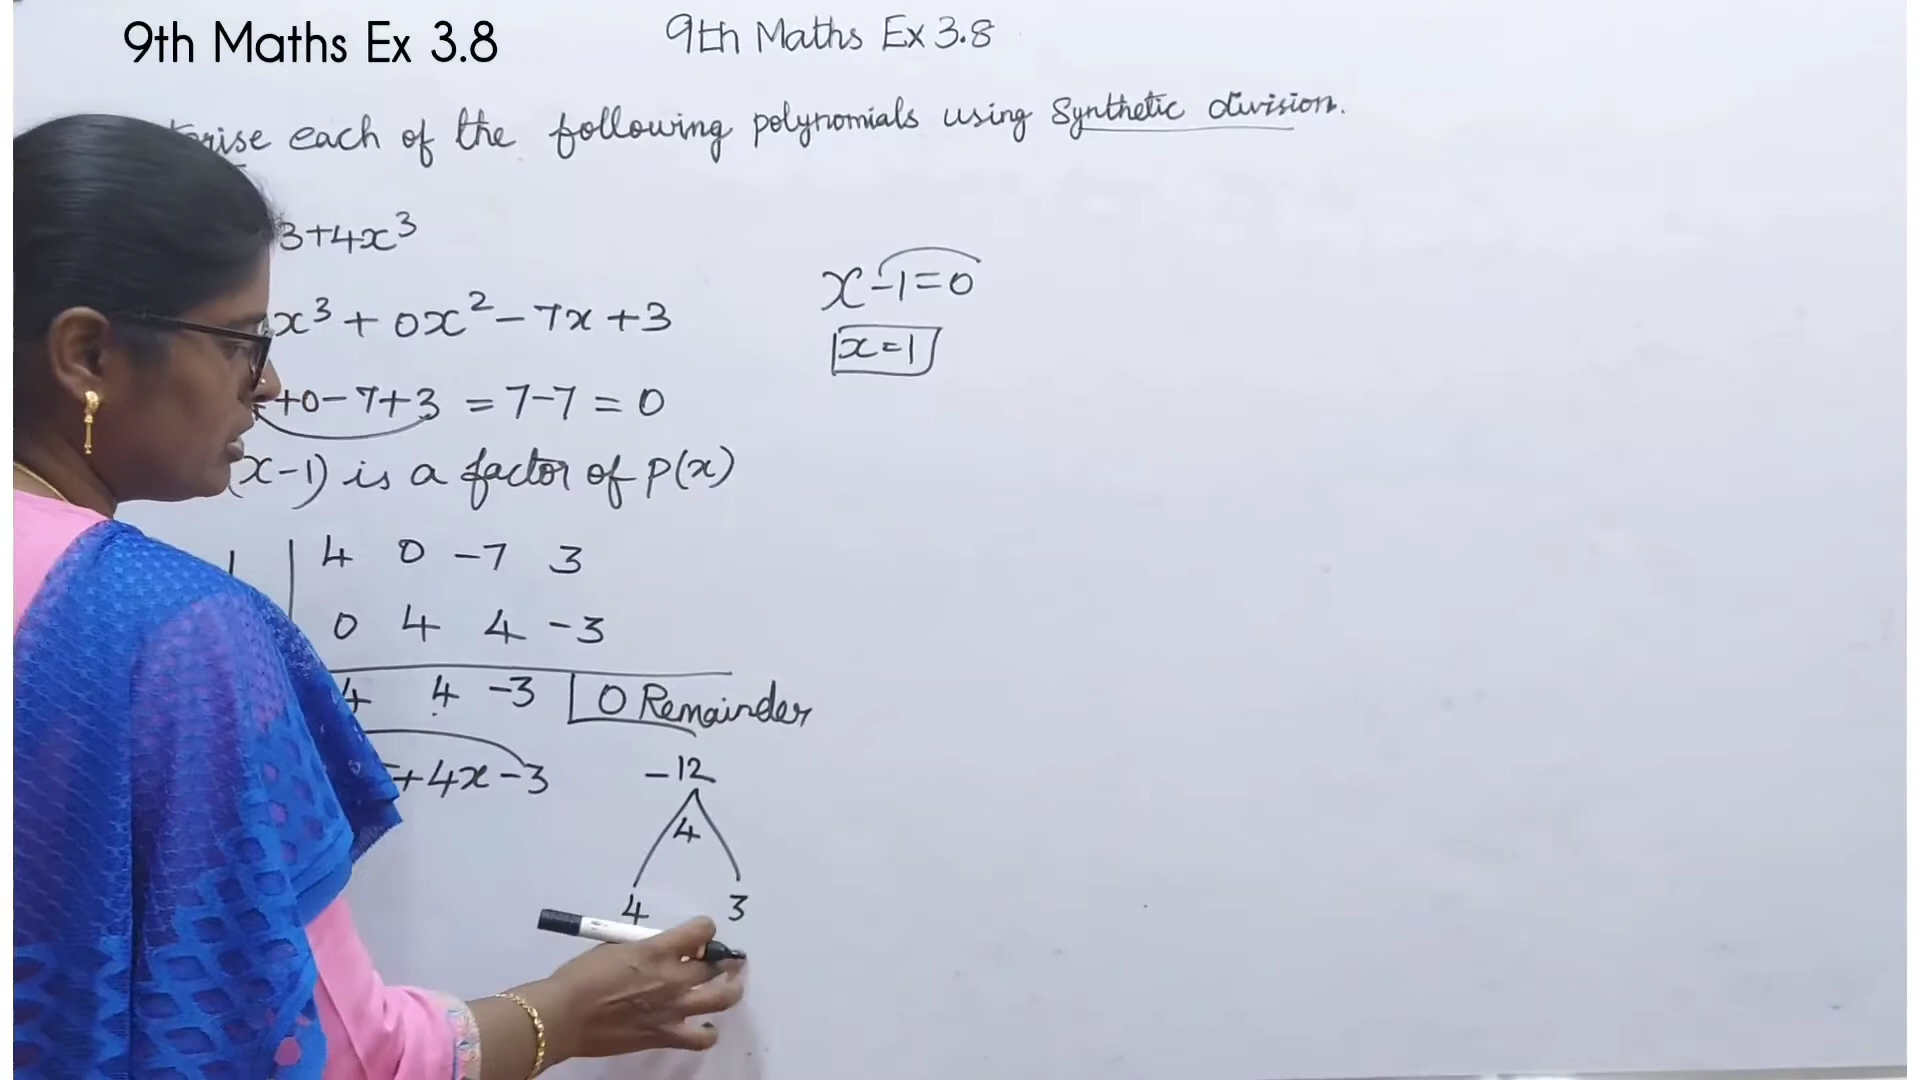 9th Maths Ex 3.8
9th Maths Ex 3.8
each of the following polynomials using Synthetic division.
3+4x³
x³ + 0x² - 7x + 3
+0-7+3 = 7-7 = 0
(x-1) is a factor of p(x)
x-1=0
x=1
1 | 4 0 -7 3
0 4 4 -3
4 4 -3 | 0 Remainder
+4x-3
-12
4
4 3